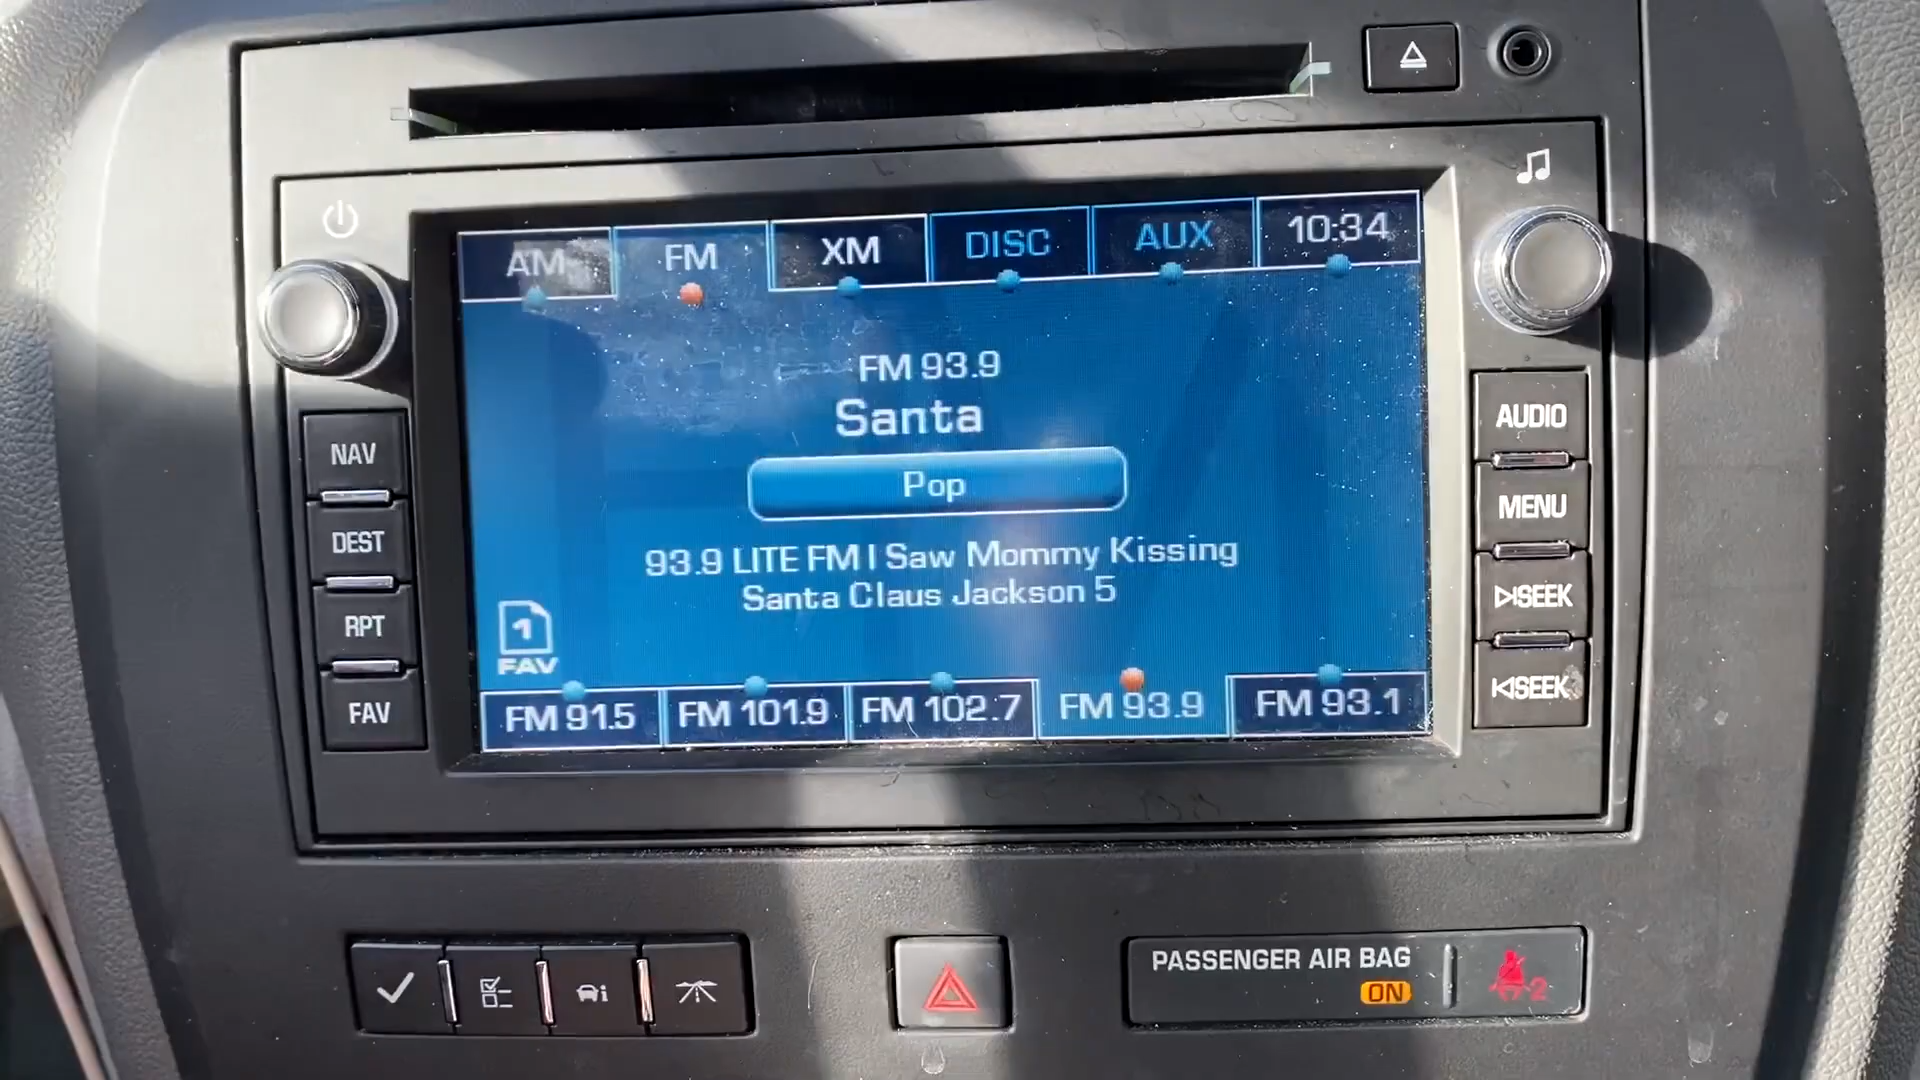 AM FM XM DISC AUX 10:34
FM 93.9
Santa
Pop
93.9 LITE FM I Saw Mommy Kissing
Santa Claus Jackson 5
1
FAV
FM 91.5 FM 101.9 FM 102.7 FM 93.9 FM 93.1
NAV
DEST
RPT
FAV
AUDIO
MENU
SEEK
SEEK
PASSENGER AIR BAG
ON
2